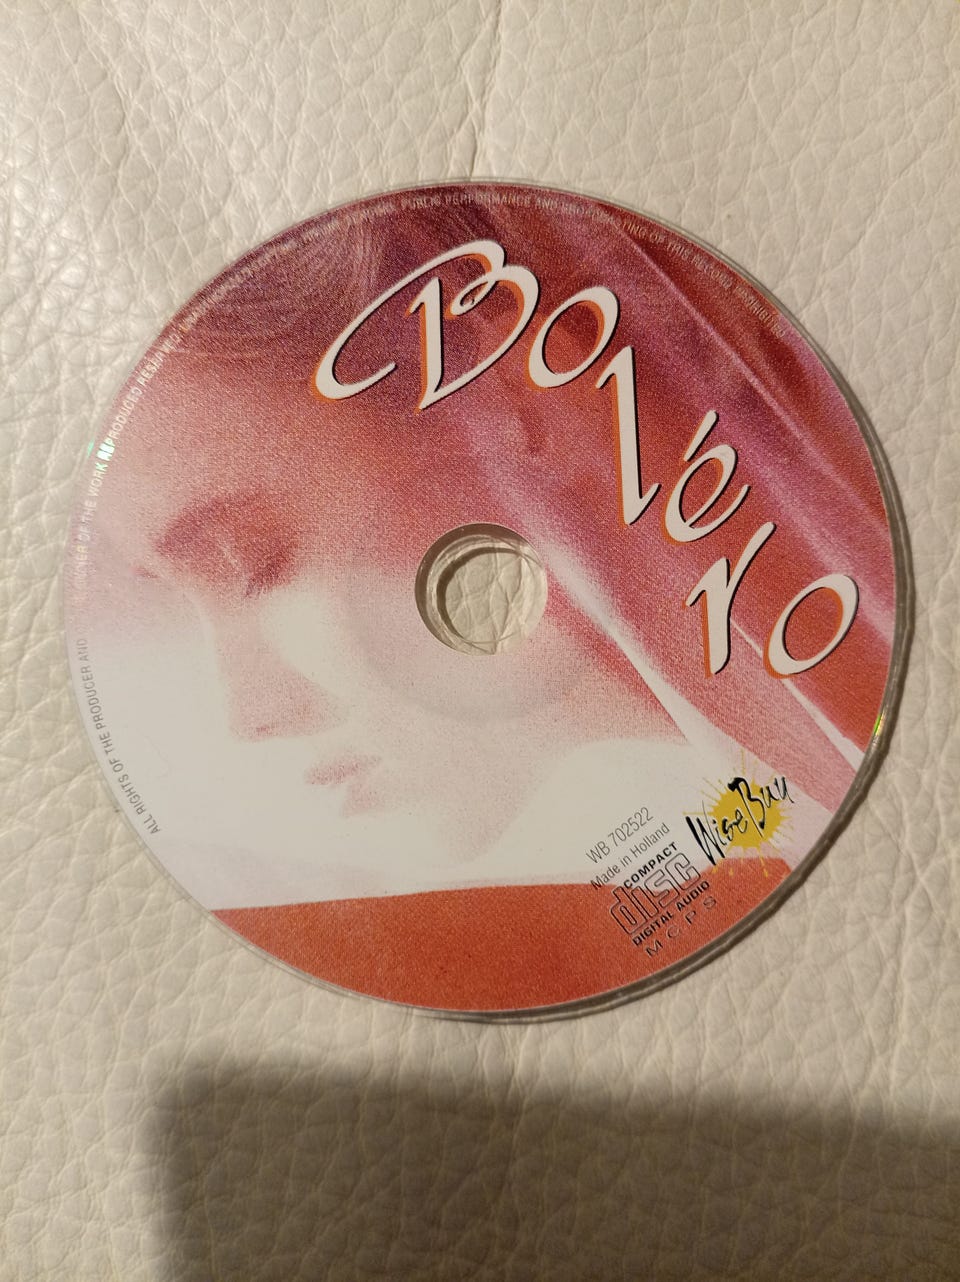 Boléro
WB 702522
Made in Holland
COMPACT
disc
DIGITAL AUDIO
MCPS
Wise Buy
ALL RIGHTS OF THE PRODUCER AND
OWNER OF THE WORK REPRODUCED RESERVED
PUBLIC PERFORMANCE AND
OF THIS RECORD PROHIBITED